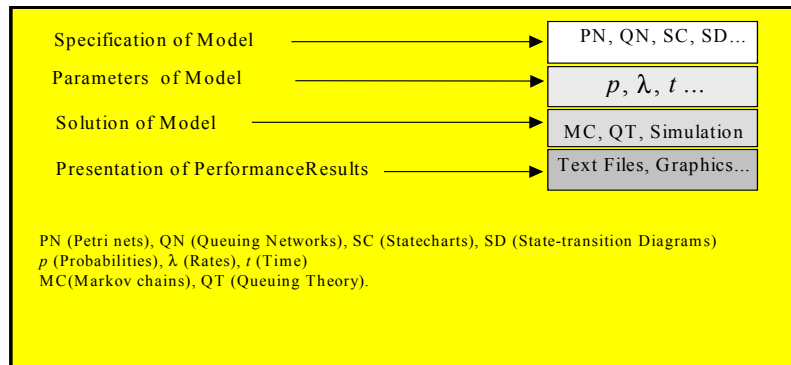 Specification of Model PN, QN, SC, SD...
Parameters of Model p, λ, t ...
Solution of Model MC, QT, Simulation
Presentation of PerformanceResults Text Files, Graphics...
PN (Petri nets), QN (Queuing Networks), SC (Statecharts), SD (State-transition Diagrams)
p (Probabilities), λ (Rates), t (Time)
MC(Markov chains), QT (Queuing Theory).